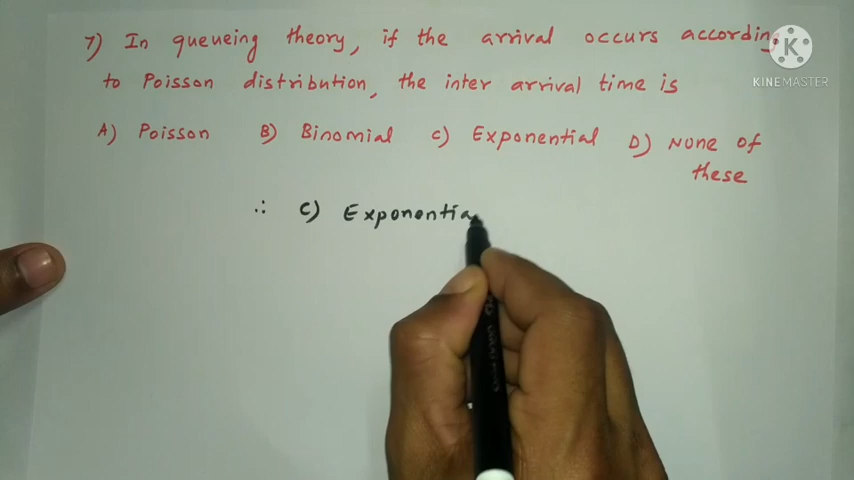 7) In queueing theory, if the arrival occurs according
to Poisson distribution, the inter arrival time is
A) Poisson B) Binomial C) Exponential D) None of
these
∴ C) Exponentia
K
KINEMASTER